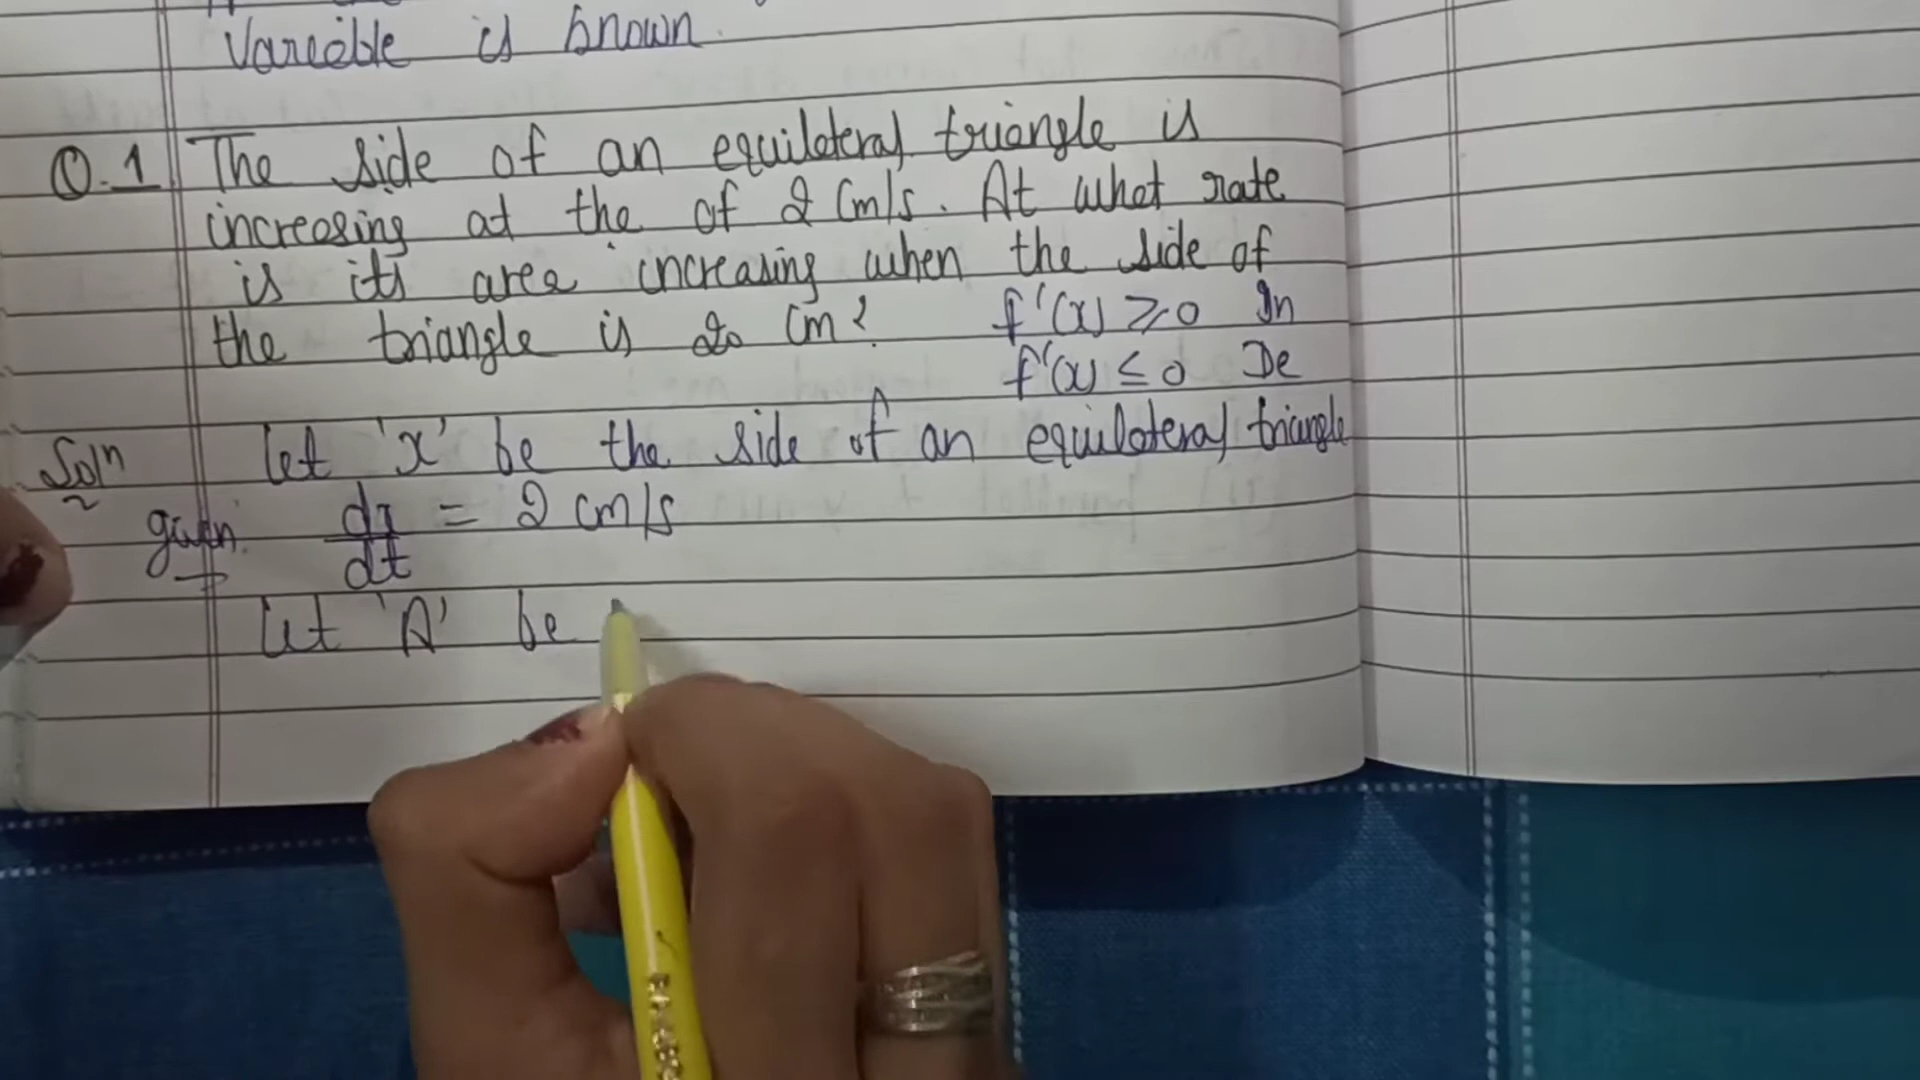 Variable is known.
Q.1 The side of an equilateral triangle is
increasing at the of 2 cm/s. At what rate
is its area increasing when the side of
the triangle is 20 cm?
f'(x) ≥ 0 In
f'(x) ≤ 0 De
Solⁿ Let 'x' be the side of an equilateral triangle
given dx/dt = 2 cm/s
Let 'A' be